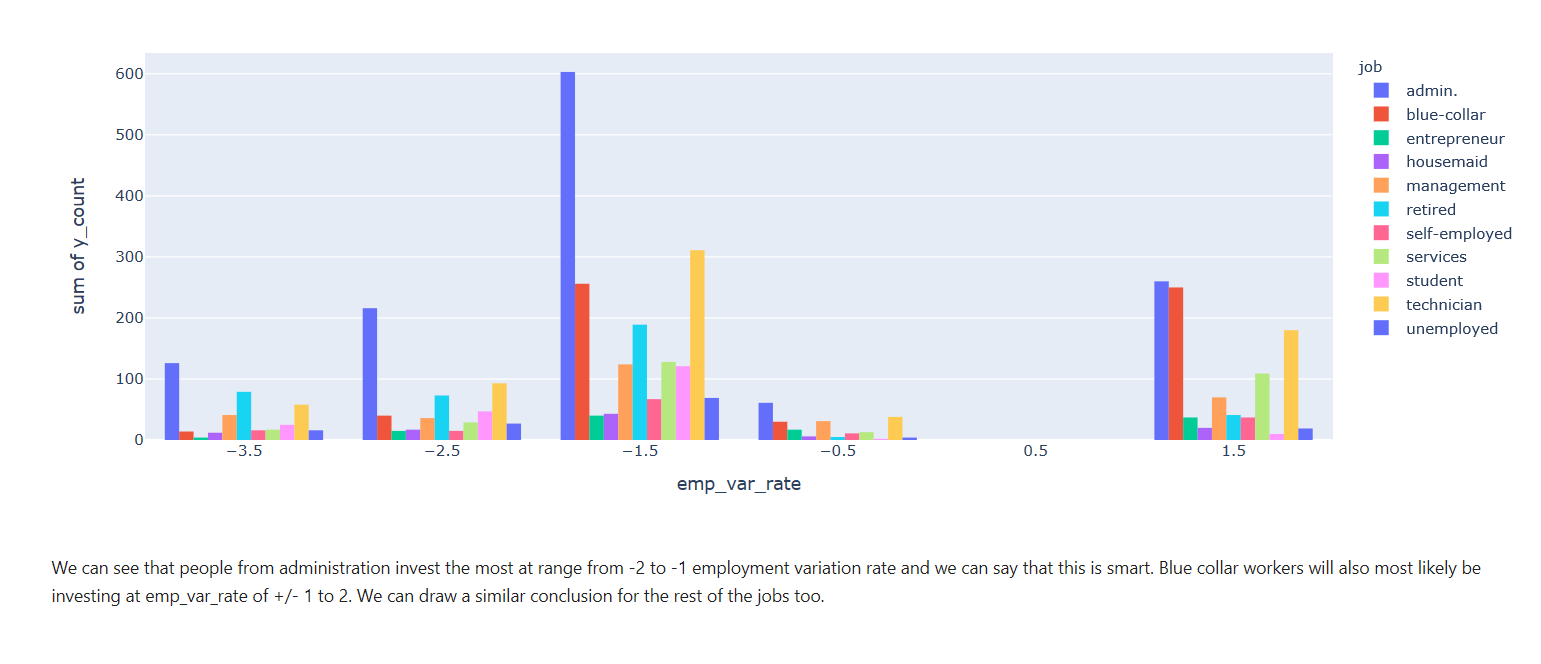 600
500
400
300
200
100
0
sum of y_count
−3.5
−2.5
−1.5
−0.5
0.5
1.5
emp_var_rate
job
admin.
blue-collar
entrepreneur
housemaid
management
retired
self-employed
services
student
technician
unemployed
We can see that people from administration invest the most at range from -2 to -1 employment variation rate and we can say that this is smart. Blue collar workers will also most likely be
investing at emp_var_rate of +/- 1 to 2. We can draw a similar conclusion for the rest of the jobs too.